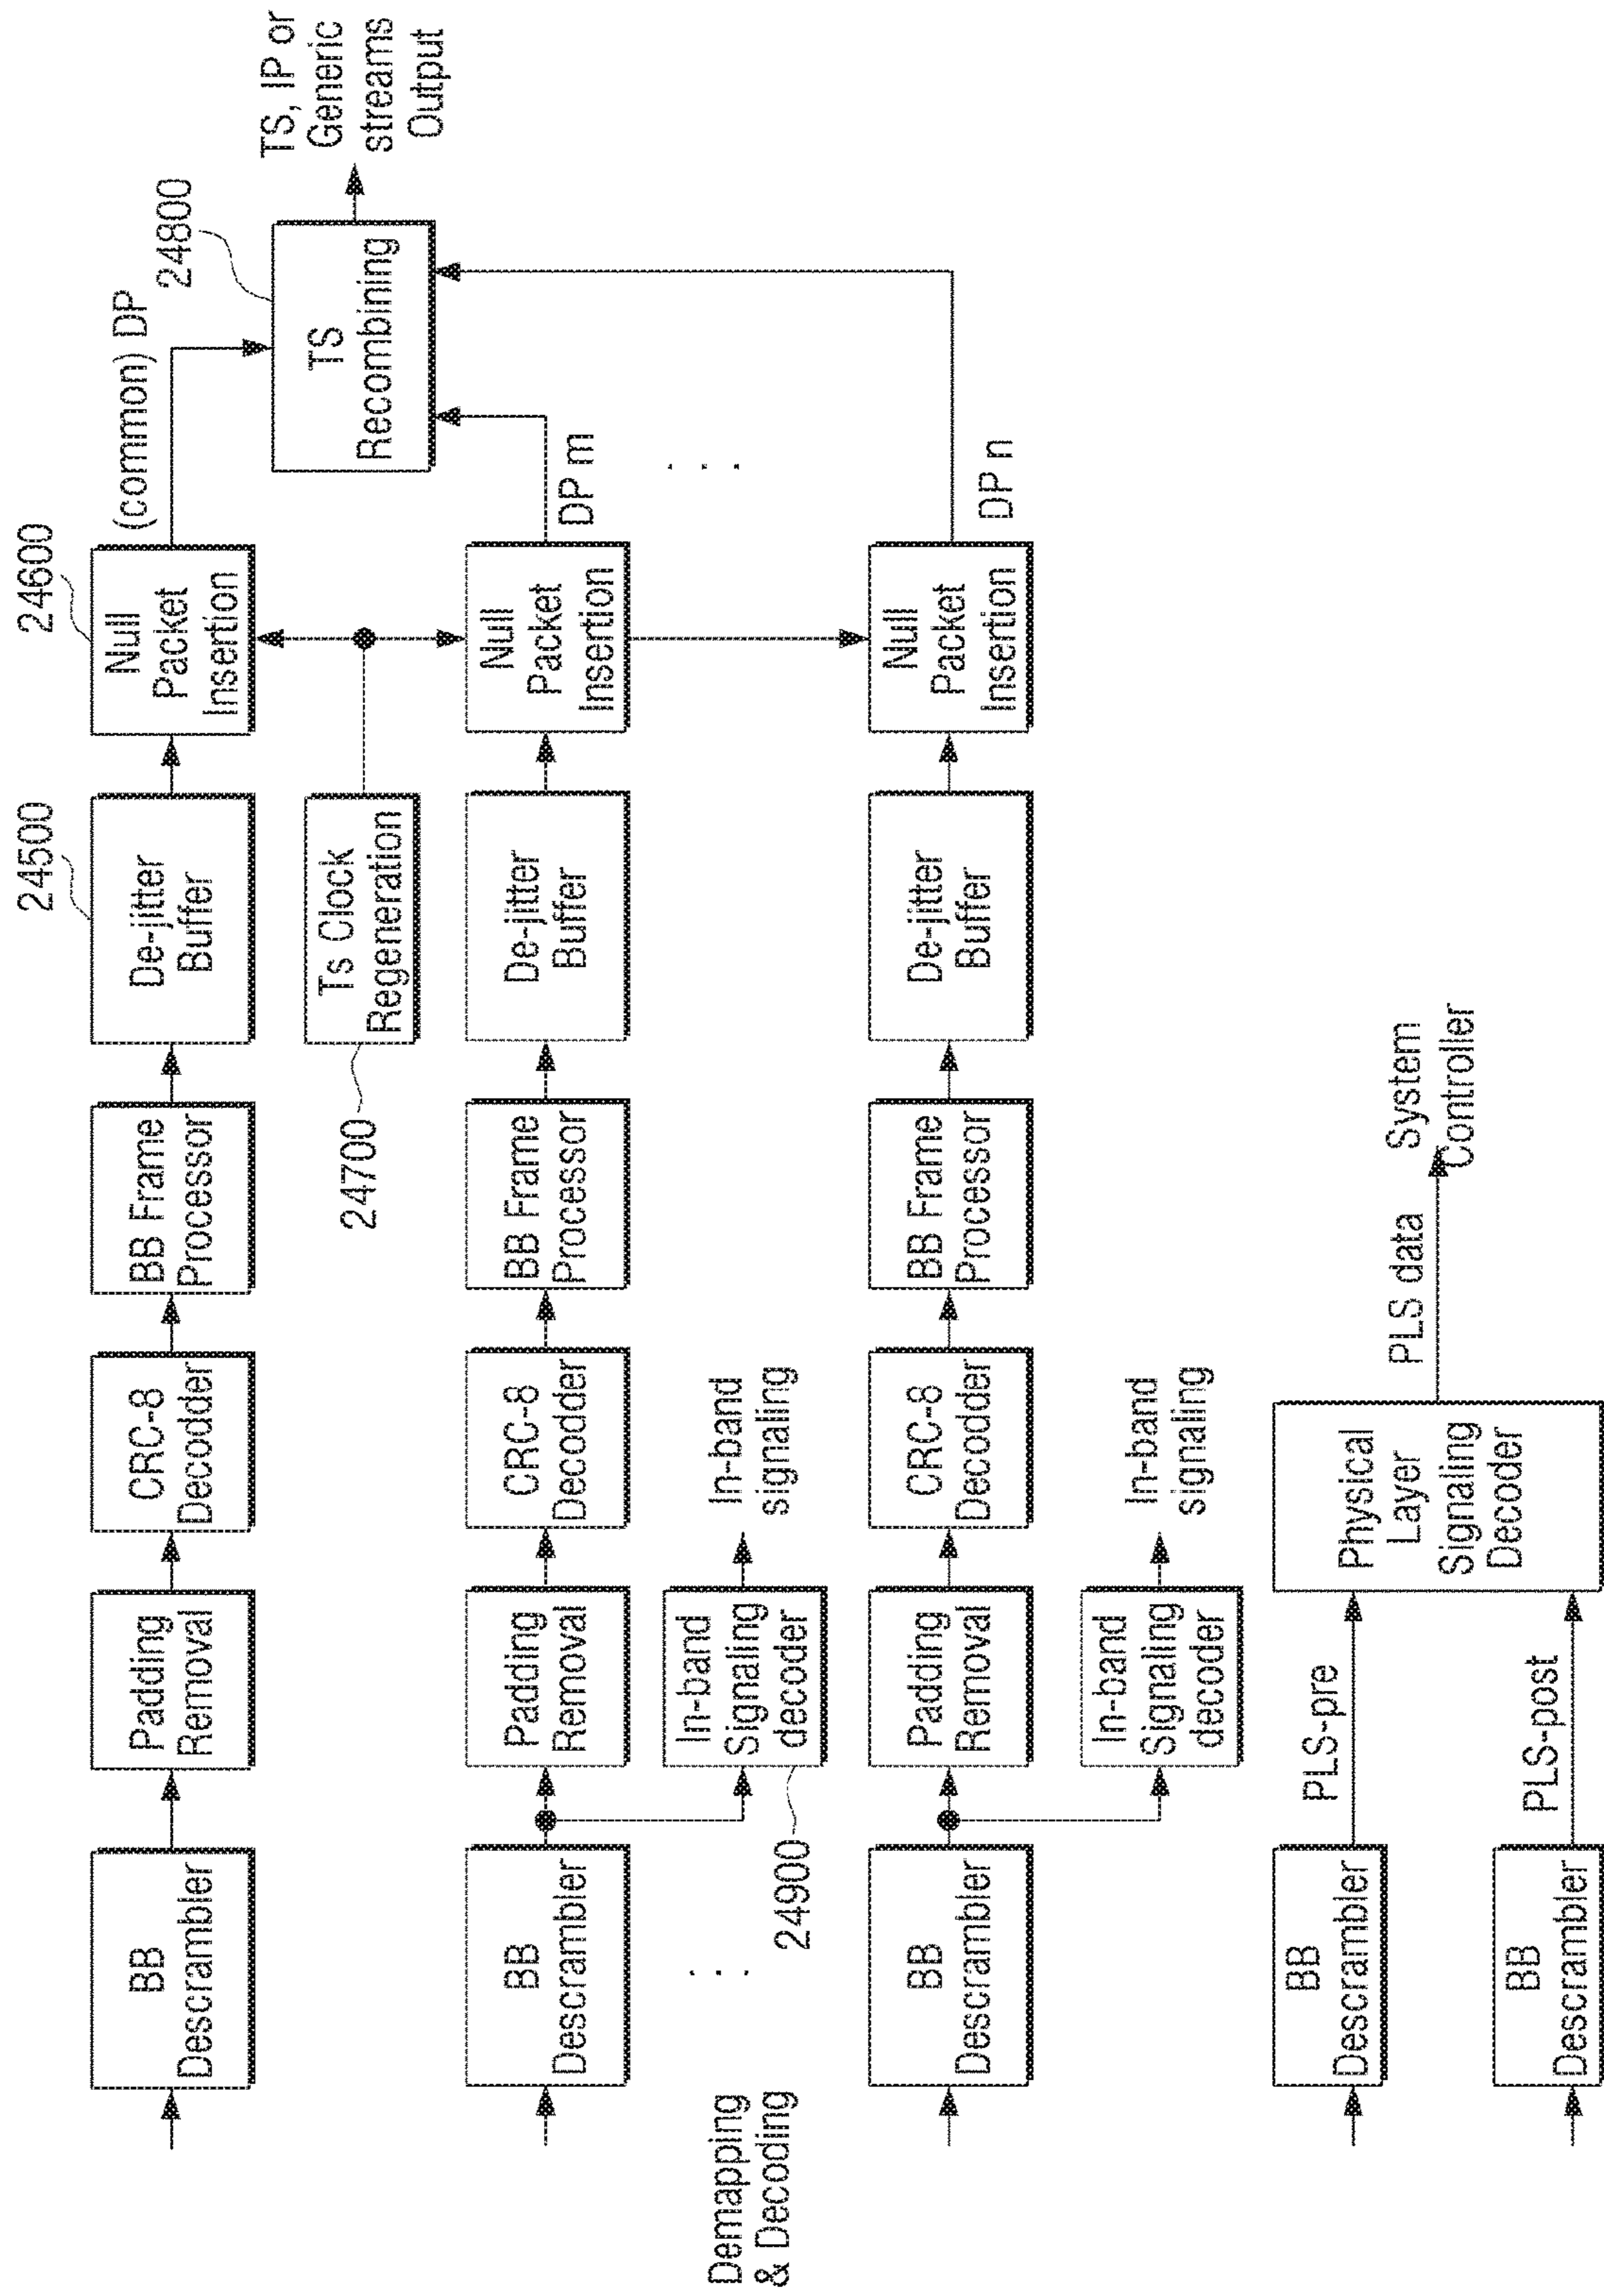 24500
24600
(common) DP
24800
BB
Descrambler
Padding
Removal
CRC-8
Decodder
BB Frame
Processor
De-jitter
Buffer
Null
Packet
Insertion
TS
Recombining
TS, IP or
Generic
streams
Output
24700
Ts Clock
Regeneration
BB
Descrambler
Padding
Removal
CRC-8
Decodder
BB Frame
Processor
De-jitter
Buffer
Null
Packet
Insertion
DP m
. . .
24900
In-band
Signaling
decoder
In-band
signaling
. . .
Demapping
& Decoding
BB
Descrambler
Padding
Removal
CRC-8
Decodder
BB Frame
Processor
De-jitter
Buffer
Null
Packet
Insertion
DP n
In-band
Signaling
decoder
In-band
signaling
BB
Descrambler
PLS-pre
Physical
Layer
Signaling
Decoder
PLS data
System
Controller
BB
Descrambler
PLS-post